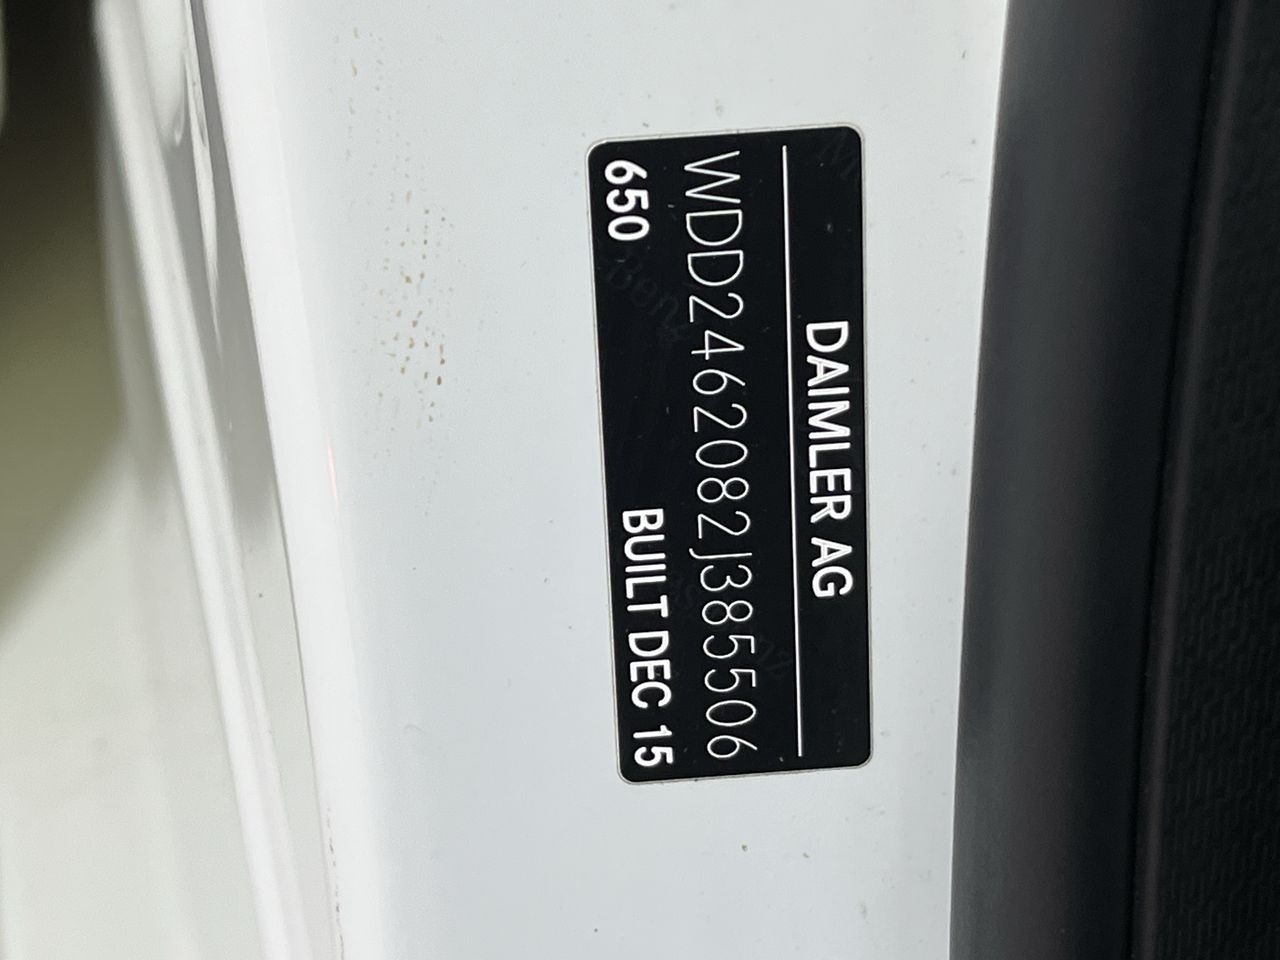 DAIMLER AG
WDD2462082J385506
650 BUILT DEC 15